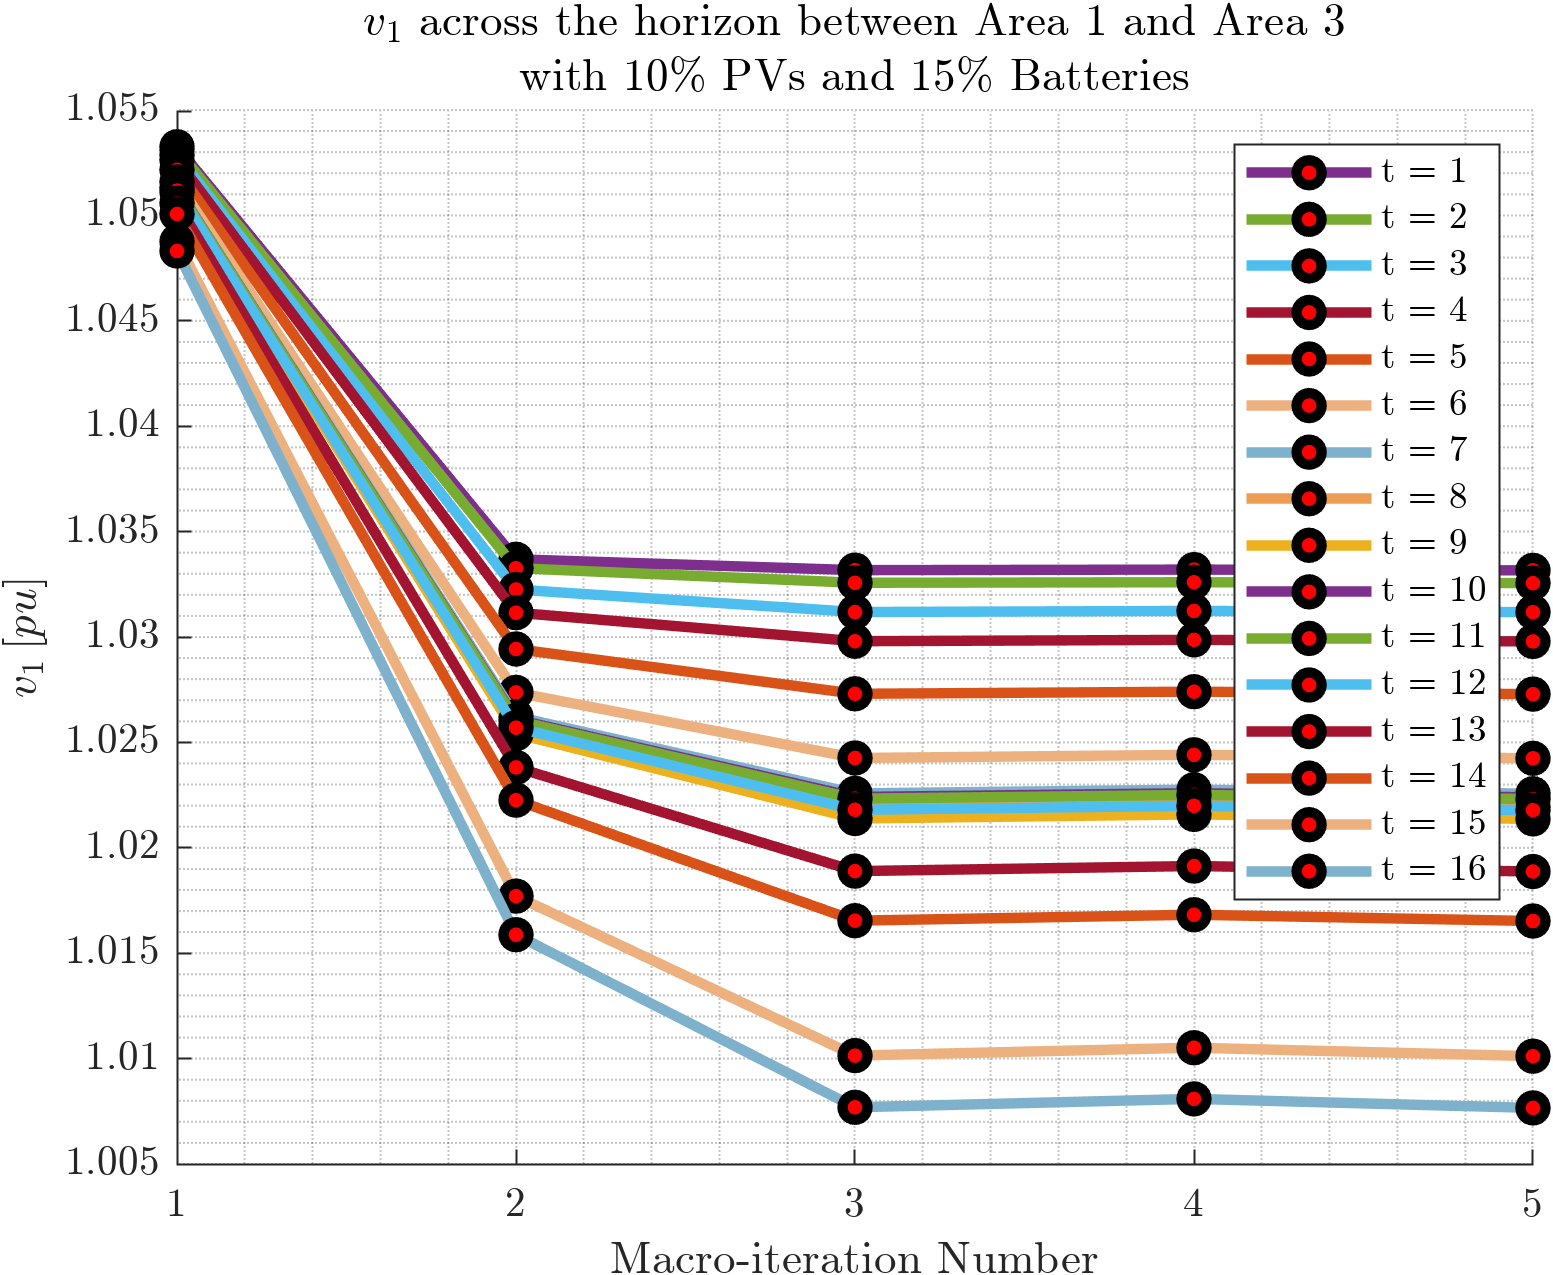 v₁ across the horizon between Area 1 and Area 3
with 10% PVs and 15% Batteries
1.055
1.05
1.045
1.04
1.035
1.03
1.025
1.02
1.015
1.01
1.005
v₁ [pu]
t = 1
t = 2
t = 3
t = 4
t = 5
t = 6
t = 7
t = 8
t = 9
t = 10
t = 11
t = 12
t = 13
t = 14
t = 15
t = 16
1 2 3 4 5
Macro-iteration Number